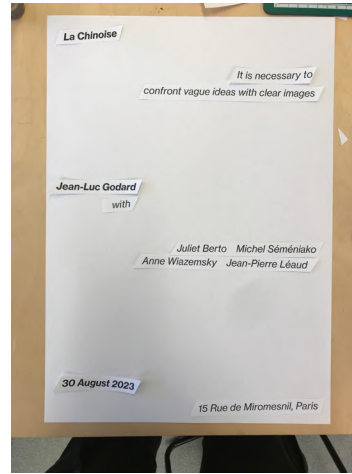 La Chinoise
It is necessary to
confront vague ideas with clear images
Jean-Luc Godard
with
Juliet Berto Michel Séméniako
Anne Wiazemsky Jean-Pierre Léaud
30 August 2023
15 Rue de Miromesnil, Paris